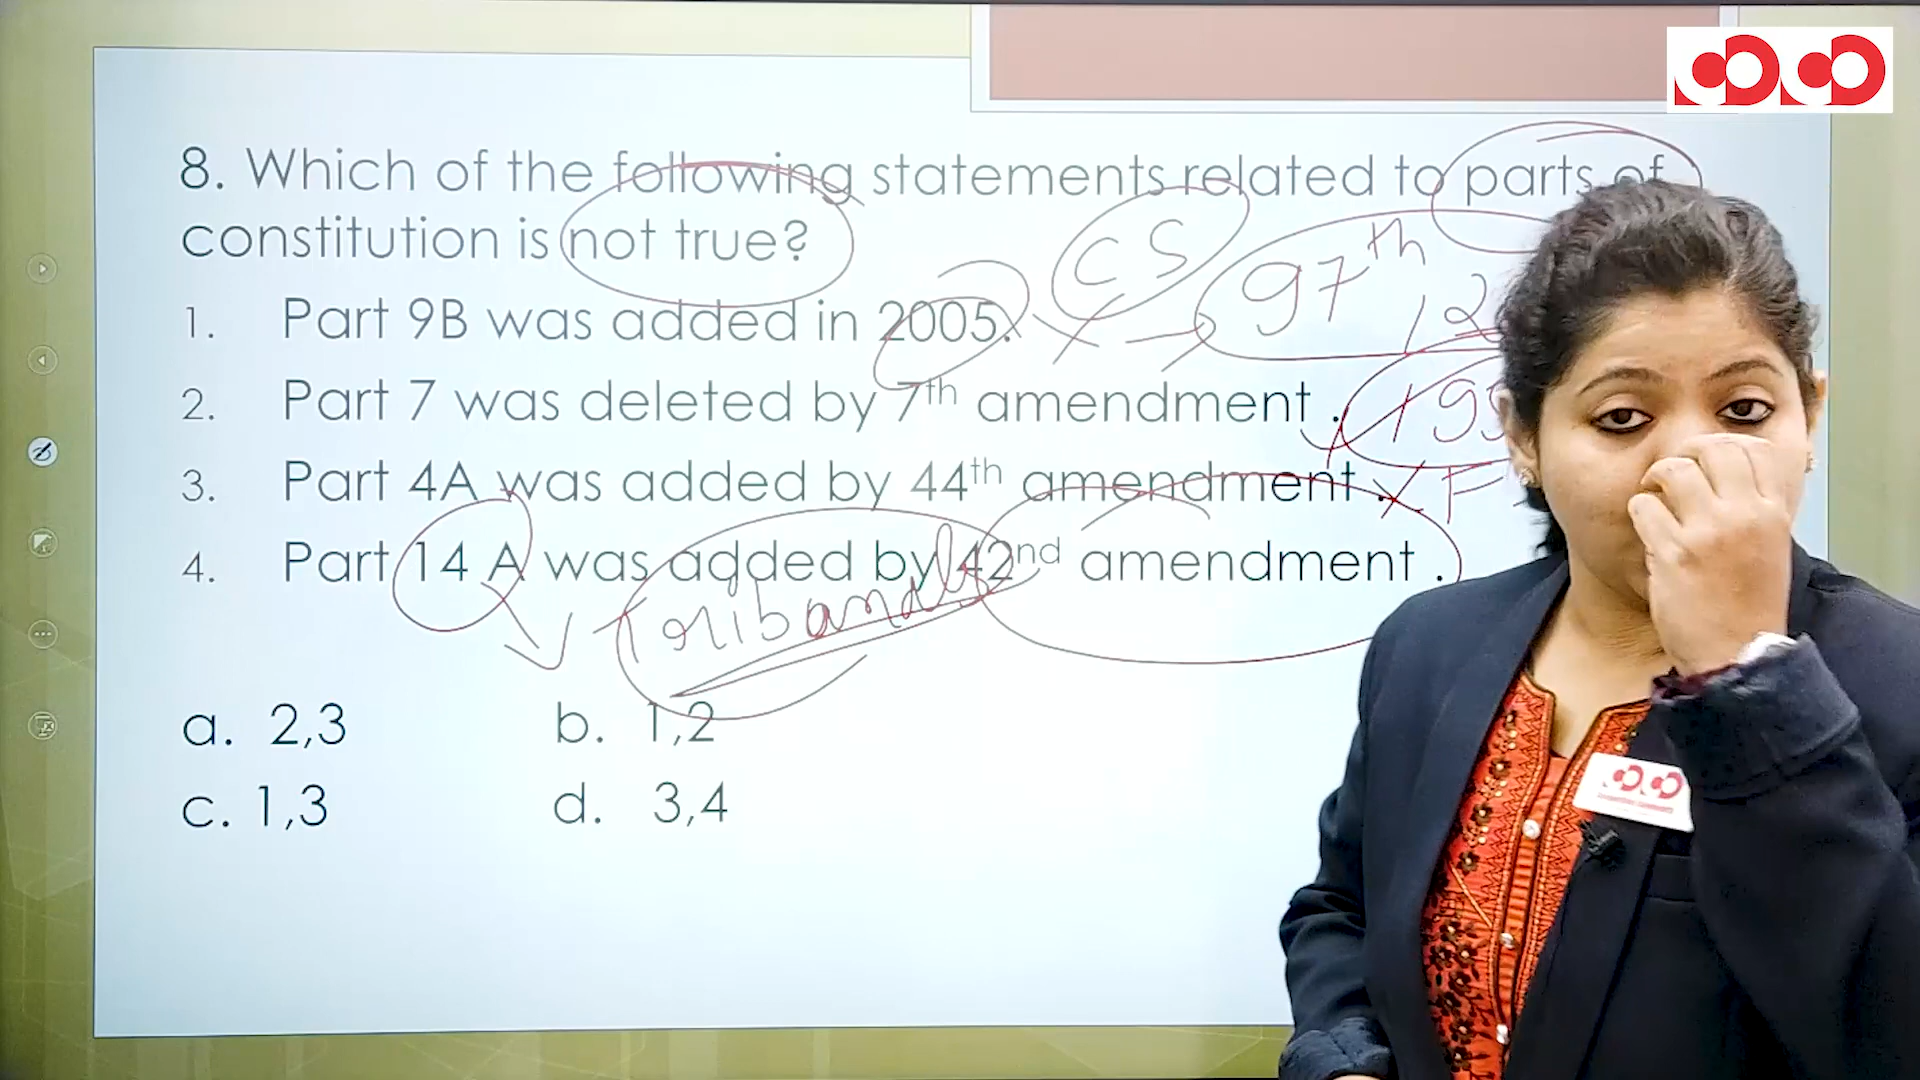 8. Which of the following statements related to parts of
constitution is not true?
1. Part 9B was added in 2005.
CS
97th
12
2. Part 7 was deleted by 7th amendment .
195
3. Part 4A was added by 44th amendment .
F
4. Part 14 A was added by 42nd amendment .
a. 2,3
b. 1,2
c. 1,3
d. 3,4